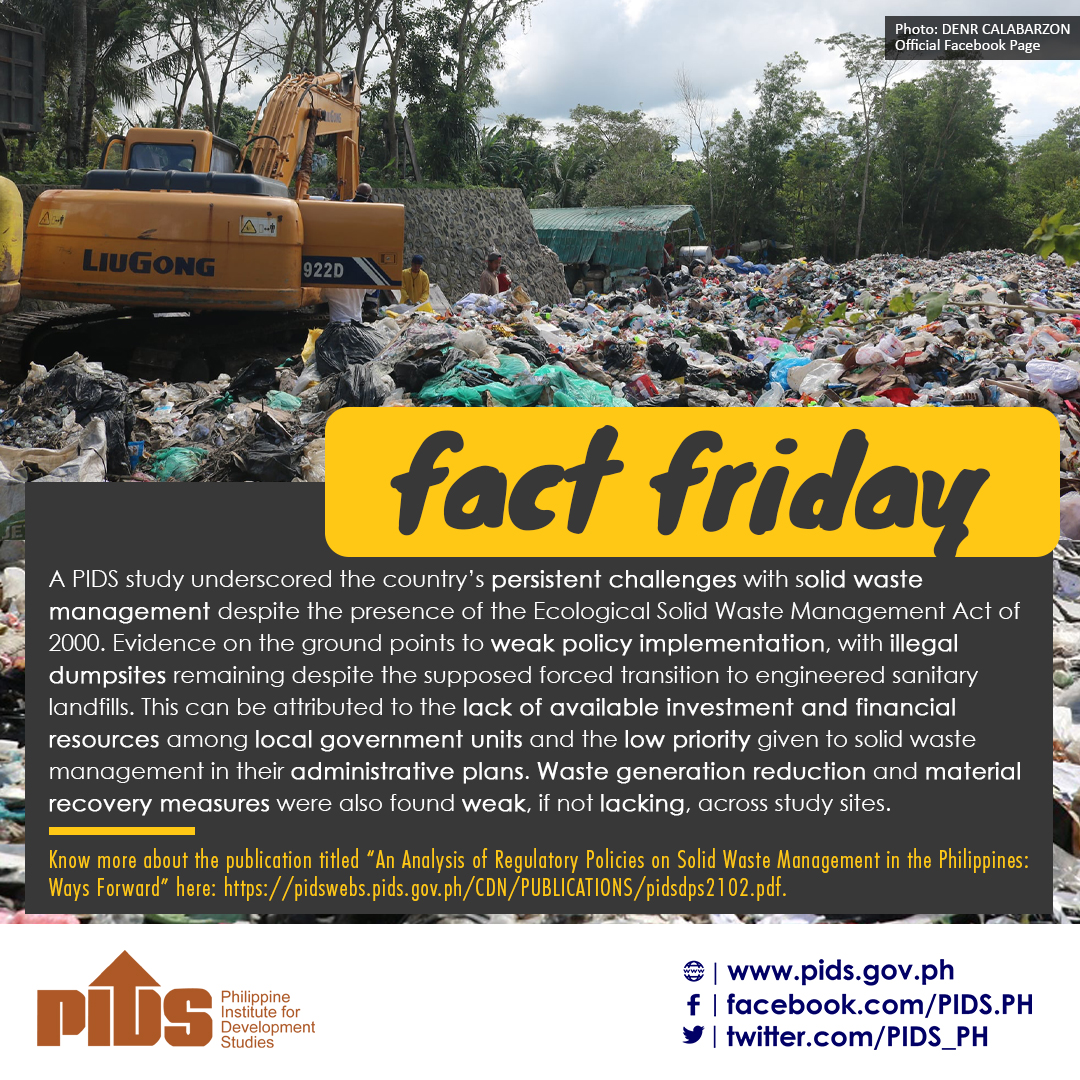 Photo: DENR CALABARZON
Official Facebook Page
LIUGONG
922D
fact friday
A PIDS study underscored the country's persistent challenges with solid waste
management despite the presence of the Ecological Solid Waste Management Act of
2000. Evidence on the ground points to weak policy implementation, with illegal
dumpsites remaining despite the supposed forced transition to engineered sanitary
landfills. This can be attributed to the lack of available investment and financial
resources among local government units and the low priority given to solid waste
management in their administrative plans. Waste generation reduction and material
recovery measures were also found weak, if not lacking, across study sites.
Know more about the publication titled “An Analysis of Regulatory Policies on Solid Waste Management in the Philippines:
Ways Forward” here: https://pidswebs.pids.gov.ph/CDN/PUBLICATIONS/pidsdps2102.pdf.
PIDS
Philippine
Institute for
Development
Studies
www | www.pids.gov.ph
f | facebook.com/PIDS.PH
| twitter.com/PIDS_PH